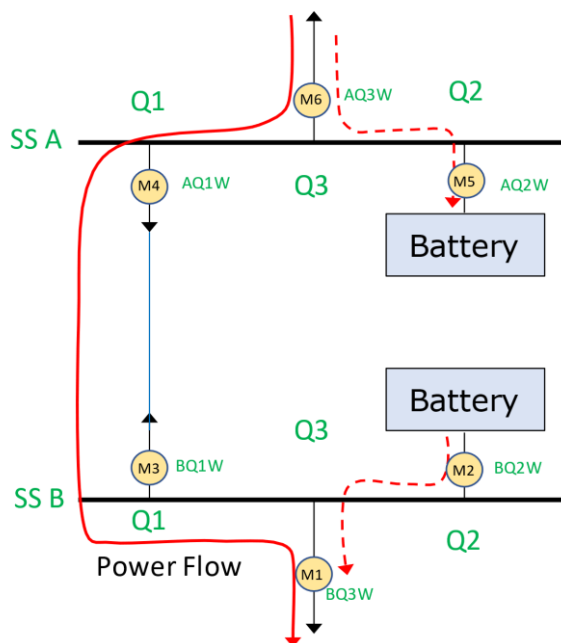 M6
AQ3W
Q1
Q2
SS A
M4
AQ1W
Q3
M5
AQ2W
Battery
Battery
Q3
M3
BQ1W
M2
BQ2W
SS B
Q1
Q2
Power Flow
M1
BQ3W